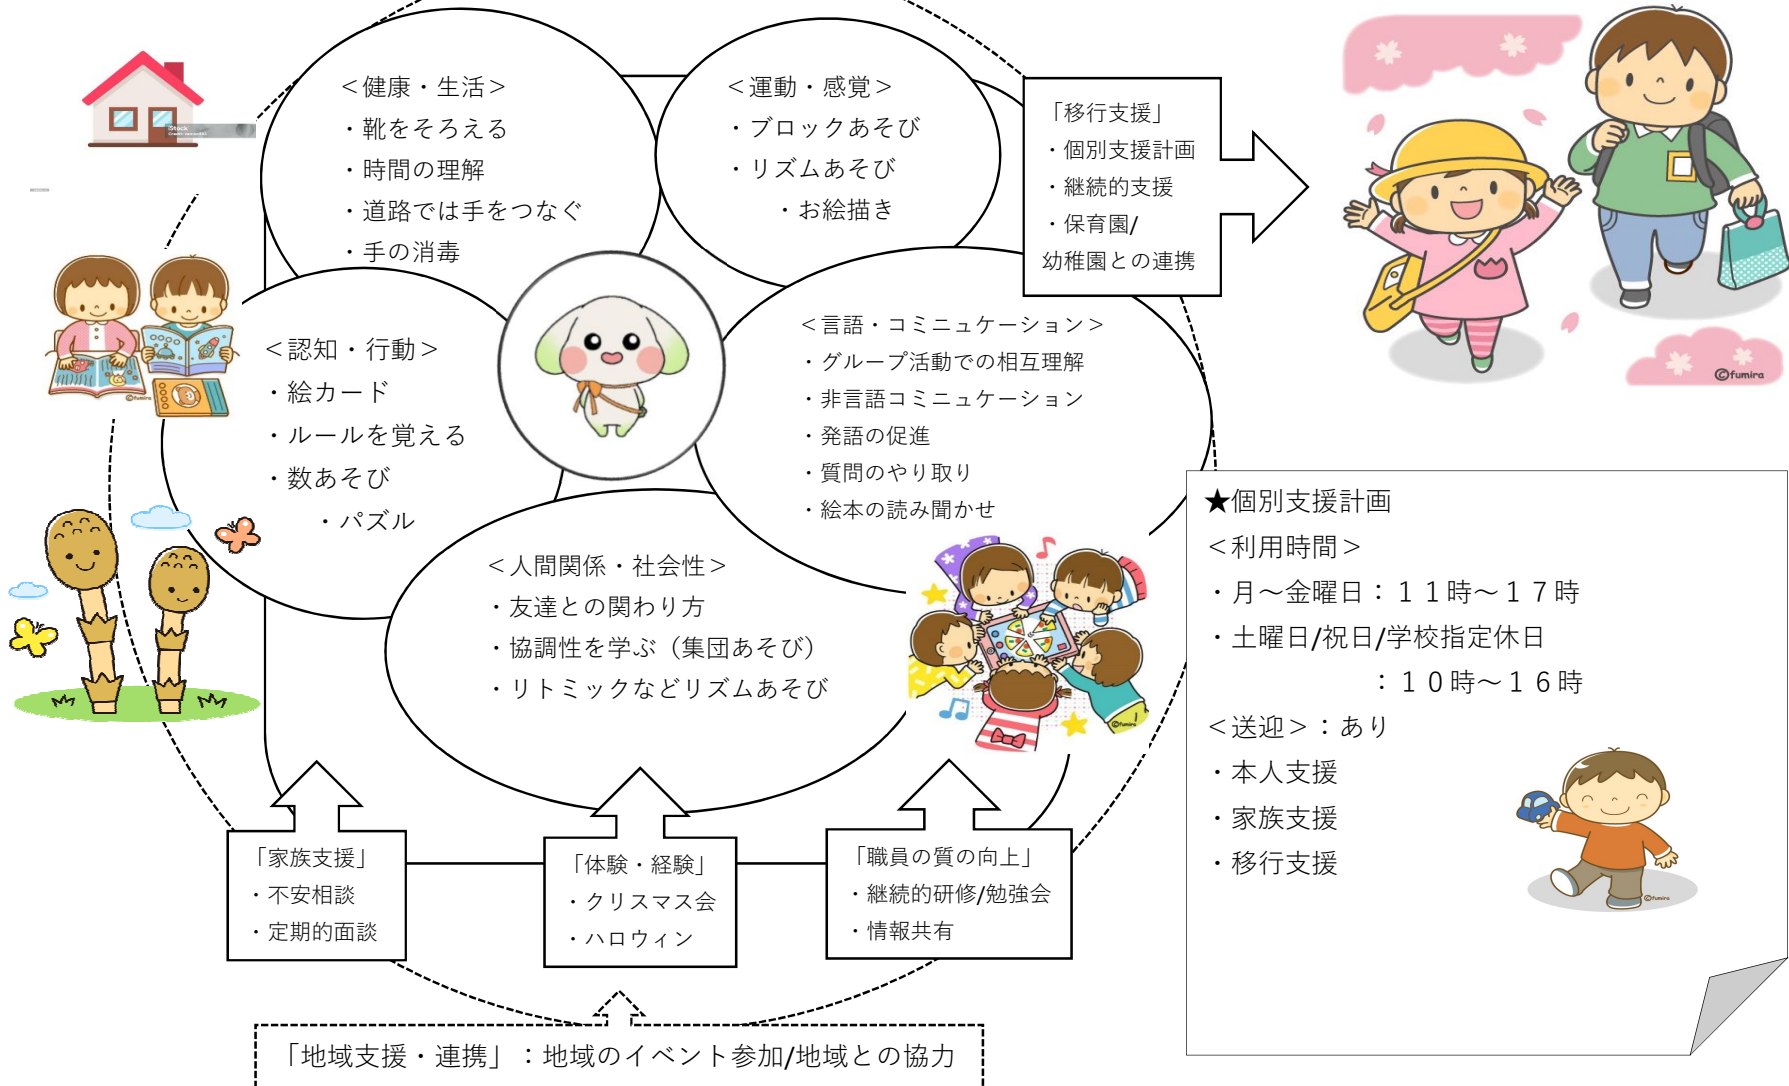 ＜健康・生活＞
・靴をそろえる
・時間の理解
・道路では手をつなぐ
・手の消毒
＜運動・感覚＞
・ブロックあそび
・リズムあそび
・お絵描き
「移行支援」
・個別支援計画
・継続的支援
・保育園/
幼稚園との連携
＜認知・行動＞
・絵カード
・ルールを覚える
・数あそび
・パズル
＜言語・コミニュケーション＞
・グループ活動での相互理解
・非言語コミニュケーション
・発語の促進
・質問のやり取り
・絵本の読み聞かせ
＜人間関係・社会性＞
・友達との関わり方
・協調性を学ぶ（集団あそび）
・リトミックなどリズムあそび
★個別支援計画
＜利用時間＞
・月～金曜日：１１時～１７時
・土曜日/祝日/学校指定休日
：１０時～１６時
＜送迎＞：あり
・本人支援
・家族支援
・移行支援
「家族支援」
・不安相談
・定期的面談
「体験・経験」
・クリスマス会
・ハロウィン
「職員の質の向上」
・継続的研修/勉強会
・情報共有
「地域支援・連携」：地域のイベント参加/地域との協力
iStock
©fumira
©fumira
©fumira
©fumira